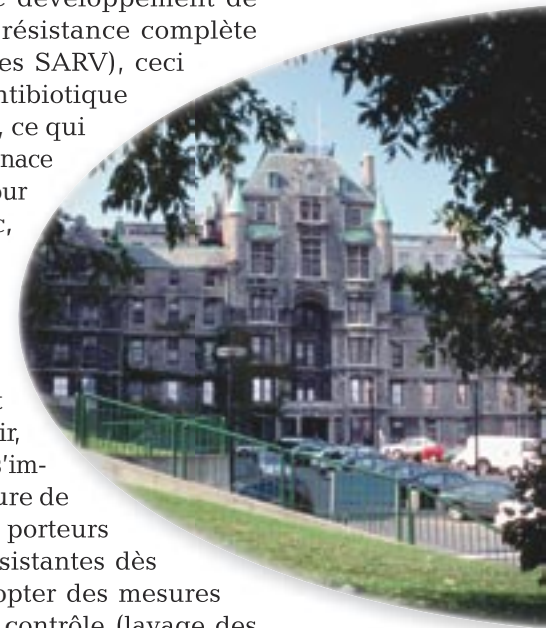 développement de
résistance complète
es SARV), ceci
ntibiotique
, ce qui
nace
our
c,
t
ir,
s'im-
ure de
porteurs
sistantes dès
opter des mesures
contrôle (lavage des